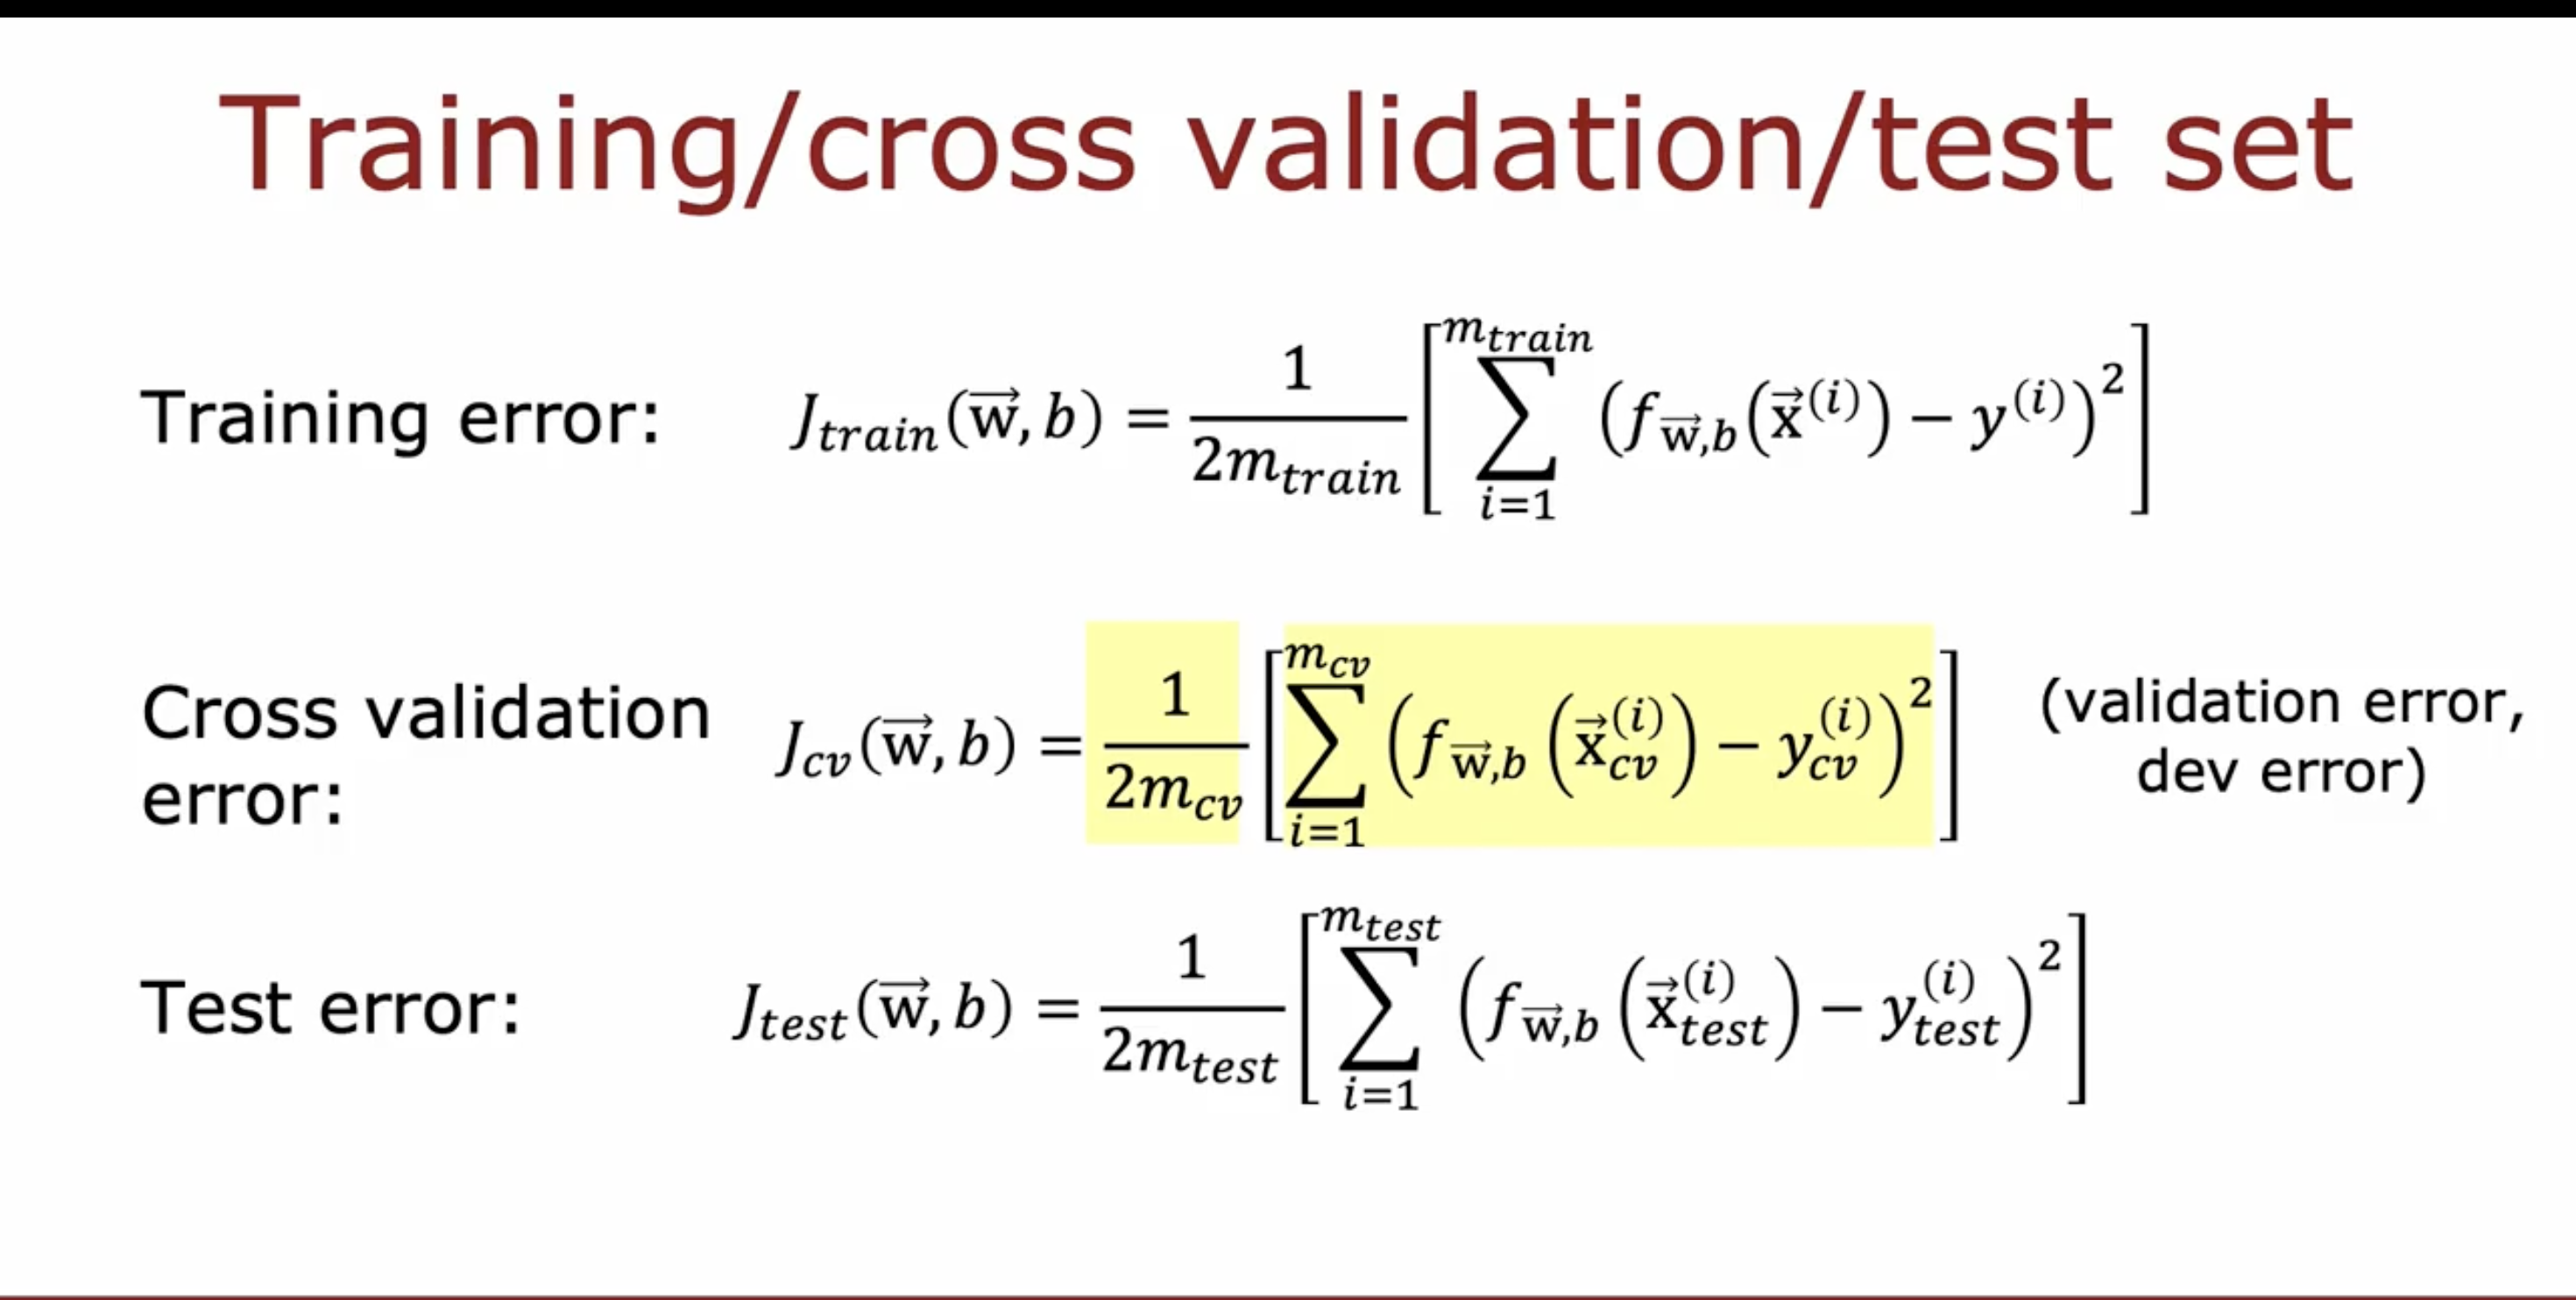 Training/cross validation/test set
Training error: $J_{train}(\vec{w}, b) = \frac{1}{2m_{train}} \left[ \sum_{i=1}^{m_{train}} \left( f_{\vec{w},b}(\vec{x}^{(i)}) - y^{(i)} \right)^2 \right]$
Cross validation error: $J_{cv}(\vec{w}, b) = \frac{1}{2m_{cv}} \left[ \sum_{i=1}^{m_{cv}} \left( f_{\vec{w},b}\left(\vec{x}_{cv}^{(i)}\right) - y_{cv}^{(i)} \right)^2 \right]$ (validation error, dev error)
Test error: $J_{test}(\vec{w}, b) = \frac{1}{2m_{test}} \left[ \sum_{i=1}^{m_{test}} \left( f_{\vec{w},b}\left(\vec{x}_{test}^{(i)}\right) - y_{test}^{(i)} \right)^2 \right]$